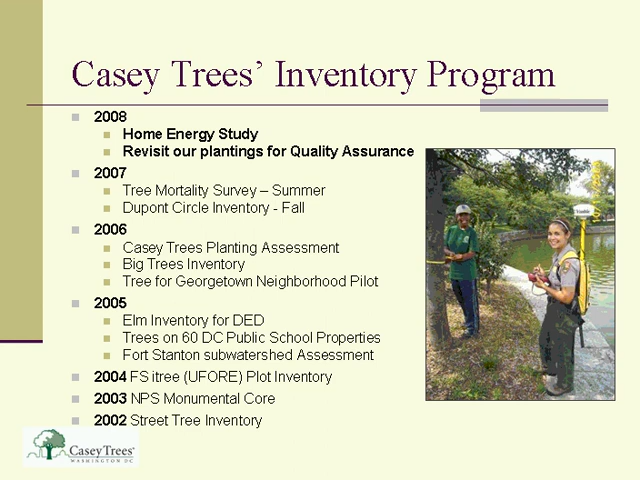 Casey Trees’ Inventory Program
2008
Home Energy Study
Revisit our plantings for Quality Assurance
2007
Tree Mortality Survey – Summer
Dupont Circle Inventory - Fall
2006
Casey Trees Planting Assessment
Big Trees Inventory
Tree for Georgetown Neighborhood Pilot
2005
Elm Inventory for DED
Trees on 60 DC Public School Properties
Fort Stanton subwatershed Assessment
2004 FS itree (UFORE) Plot Inventory
2003 NPS Monumental Core
2002 Street Tree Inventory
Casey Trees
WASHINGTON DC